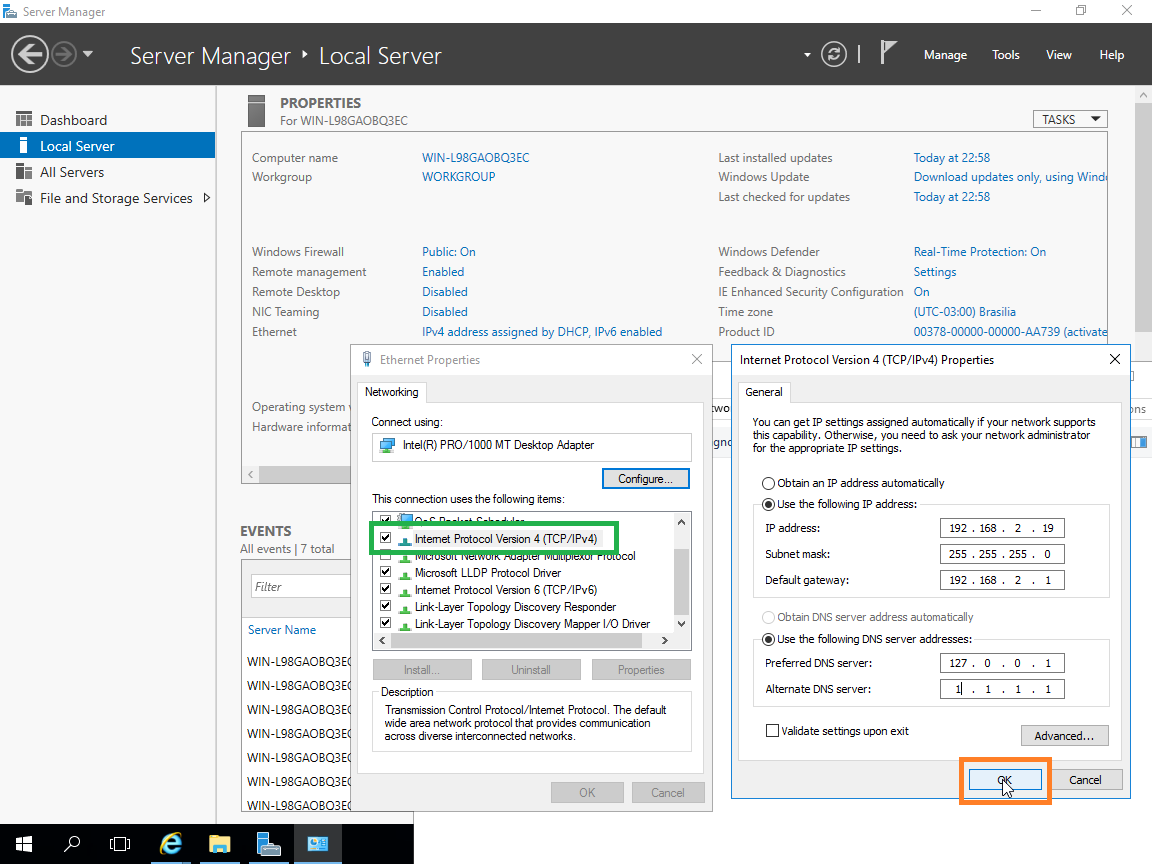 Server Manager
Server Manager ‣ Local Server
Manage Tools View Help
Dashboard
Local Server
All Servers
File and Storage Services
PROPERTIES
For WIN-L98GAOBQ3EC
TASKS
Computer name WIN-L98GAOBQ3EC
Workgroup WORKGROUP
Last installed updates Today at 22:58
Windows Update Download updates only, using Windo
Last checked for updates Today at 22:58
Windows Firewall Public: On
Remote management Enabled
Remote Desktop Disabled
NIC Teaming Disabled
Ethernet IPv4 address assigned by DHCP, IPv6 enabled
Windows Defender Real-Time Protection: On
Feedback & Diagnostics Settings
IE Enhanced Security Configuration On
Time zone (UTC-03:00) Brasilia
Product ID 00378-00000-00000-AA739 (activate
Operating system v
Hardware informat
EVENTS
All events | 7 total
Filter
Server Name
WIN-L98GAOBQ3EC
WIN-L98GAOBQ3EC
WIN-L98GAOBQ3EC
WIN-L98GAOBQ3EC
WIN-L98GAOBQ3EC
WIN-L98GAOBQ3EC
WIN-L98GAOBQ3EC
Ethernet Properties
Networking
Connect using:
Intel(R) PRO/1000 MT Desktop Adapter
Configure...
This connection uses the following items:
QoS Packet Scheduler
Internet Protocol Version 4 (TCP/IPv4)
Microsoft Network Adapter Multiplexor Protocol
Microsoft LLDP Protocol Driver
Internet Protocol Version 6 (TCP/IPv6)
Link-Layer Topology Discovery Responder
Link-Layer Topology Discovery Mapper I/O Driver
Install... Uninstall Properties
Description
Transmission Control Protocol/Internet Protocol. The default
wide area network protocol that provides communication
across diverse interconnected networks.
OK Cancel
Internet Protocol Version 4 (TCP/IPv4) Properties
General
You can get IP settings assigned automatically if your network supports
this capability. Otherwise, you need to ask your network administrator
for the appropriate IP settings.
Obtain an IP address automatically
Use the following IP address:
IP address: 192 . 168 . 2 . 19
Subnet mask: 255 . 255 . 255 . 0
Default gateway: 192 . 168 . 2 . 1
Obtain DNS server address automatically
Use the following DNS server addresses:
Preferred DNS server: 127 . 0 . 0 . 1
Alternate DNS server: 1 . 1 . 1 . 1
Validate settings upon exit
Advanced...
OK Cancel